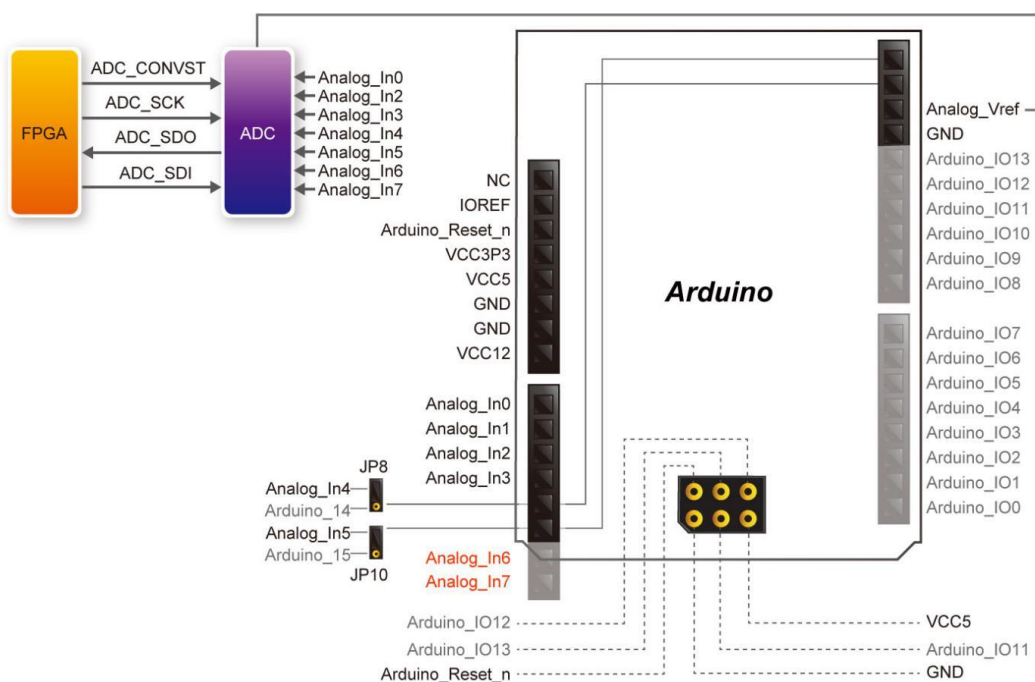 FPGA
ADC_CONVST
ADC_SCK
ADC_SDO
ADC_SDI
ADC
Analog_In0
Analog_In2
Analog_In3
Analog_In4
Analog_In5
Analog_In6
Analog_In7
NC
IOREF
Arduino_Reset_n
VCC3P3
VCC5
GND
GND
VCC12
Analog_In0
Analog_In1
Analog_In2
Analog_In3
JP8
Analog_In4
Arduino_14
Analog_In5
Arduino_15
JP10
Analog_In6
Analog_In7
Arduino_IO12
Arduino_IO13
Arduino_Reset_n
Arduino
Analog_Vref
GND
Arduino_IO13
Arduino_IO12
Arduino_IO11
Arduino_IO10
Arduino_IO9
Arduino_IO8
Arduino_IO7
Arduino_IO6
Arduino_IO5
Arduino_IO4
Arduino_IO3
Arduino_IO2
Arduino_IO1
Arduino_IO0
VCC5
Arduino_IO11
GND